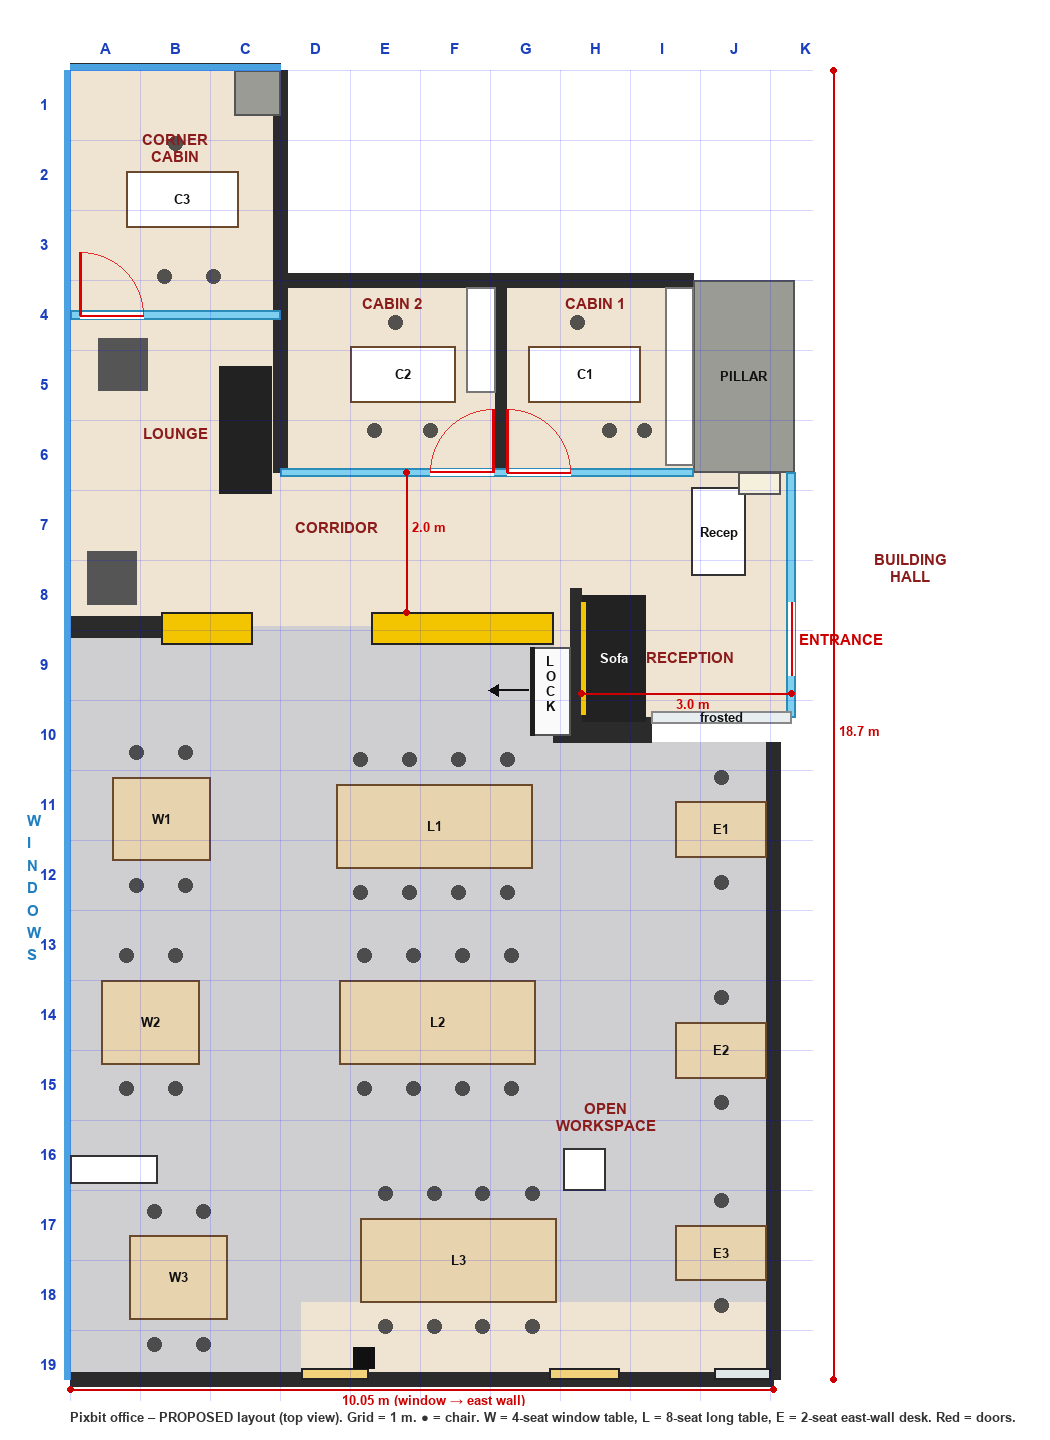 A B C D E F G H I J K
1
CORNER
CABIN
2
C3
3
CABIN 2
CABIN 1
4
C2
C1
PILLAR
5
LOUNGE
6
CORRIDOR
2.0 m
7
Recep
BUILDING
HALL
8
ENTRANCE
9
L
O
C
K
Sofa
RECEPTION
3.0 m
frosted
10
18.7 m
11
W
I
N
D
O
W
S
W1
L1
E1
12
13
14
W2
L2
E2
15
OPEN
WORKSPACE
16
17
W3
L3
E3
18
19
10.05 m (window → east wall)
Pixbit office – PROPOSED layout (top view). Grid = 1 m. ● = chair. W = 4-seat window table, L = 8-seat long table, E = 2-seat east-wall desk. Red = doors.